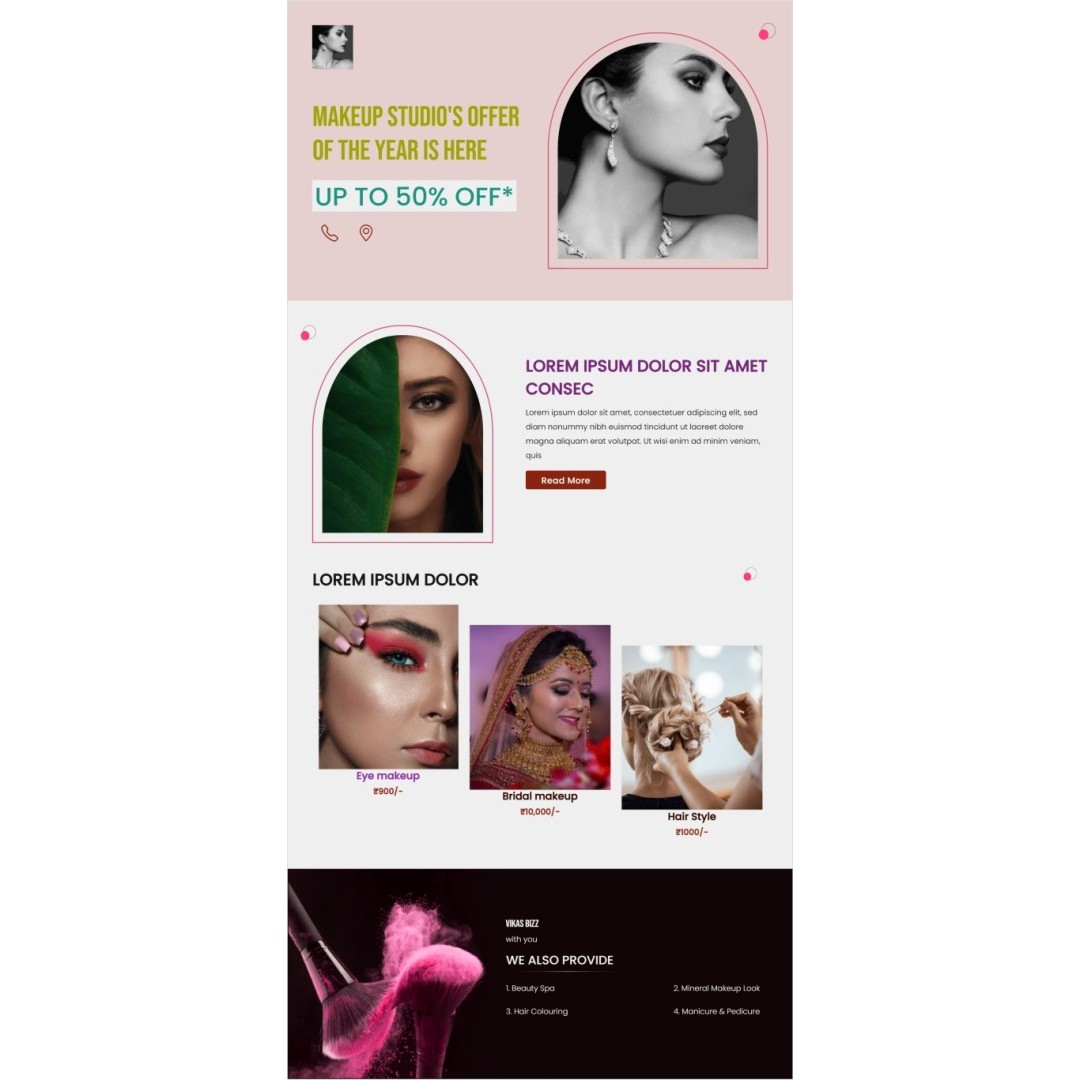 MAKEUP STUDIO'S OFFER
OF THE YEAR IS HERE
UP TO 50% OFF*
LOREM IPSUM DOLOR SIT AMET
CONSEC
Lorem ipsum dolor sit amet, consectetuer adipiscing elit, sed
diam nonummy nibh euismod tincidunt ut laoreet dolore
magna aliquam erat volutpat. Ut wisi enim ad minim veniam,
quis
Read More
LOREM IPSUM DOLOR
Eye makeup
₹900/-
Bridal makeup
₹10,000/-
Hair Style
₹1000/-
VIKAS BIZZ
with you
WE ALSO PROVIDE
1. Beauty Spa
2. Mineral Makeup Look
3. Hair Colouring
4. Manicure & Pedicure